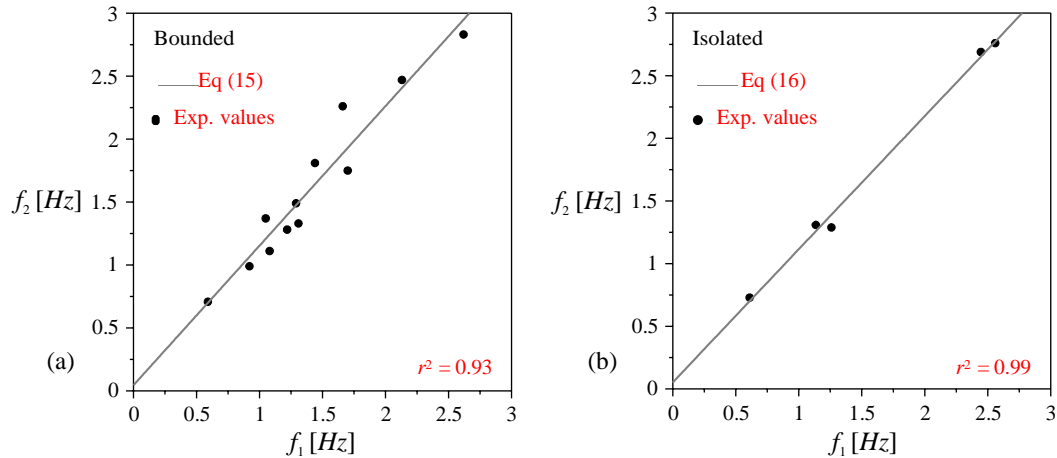 3
2.5
2
1.5
1
0.5
0
0
0.5
1
1.5
2
2.5
3
f₂ [Hz]
f₁ [Hz]
Bounded
Eq (15)
Exp. values
r² = 0.93
(a)
3
2.5
2
1.5
1
0.5
0
0
0.5
1
1.5
2
2.5
3
f₂ [Hz]
f₁ [Hz]
Isolated
Eq (16)
Exp. values
r² = 0.99
(b)